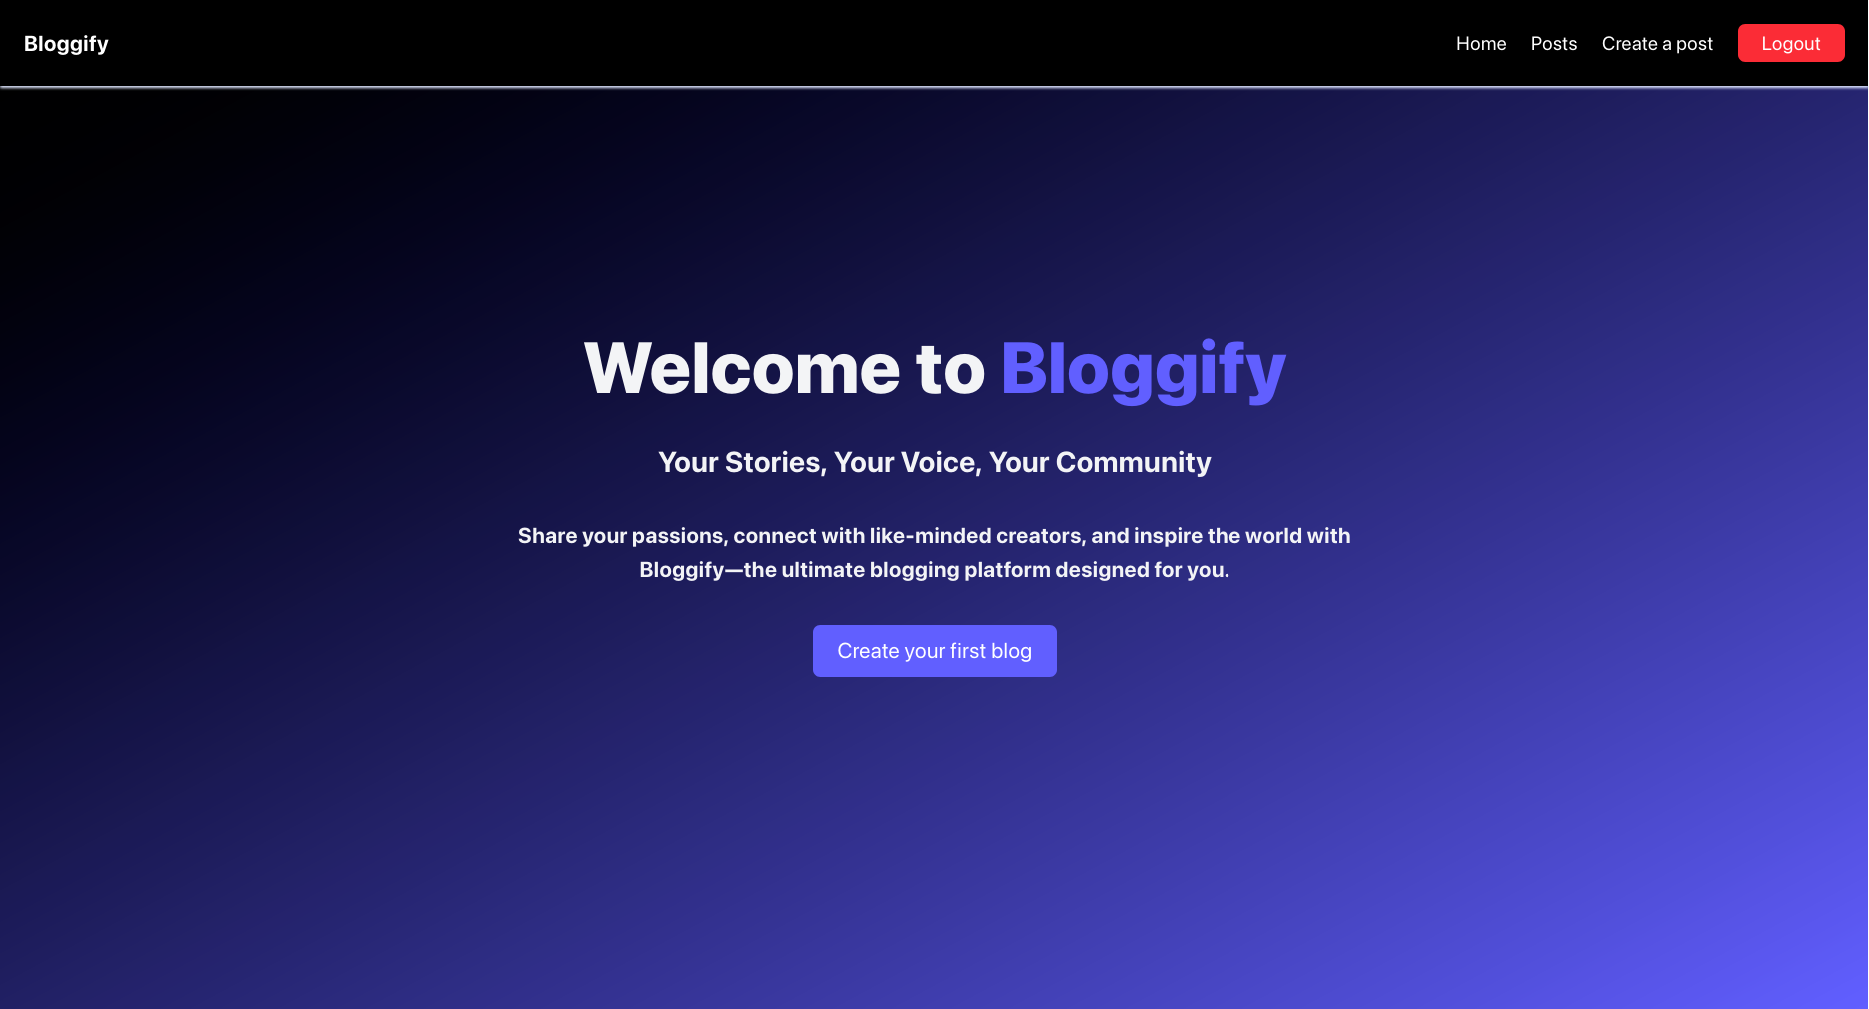 Bloggify
Home
Posts
Create a post
Logout
Welcome to Bloggify
Your Stories, Your Voice, Your Community
Share your passions, connect with like-minded creators, and inspire the world with
Bloggify—the ultimate blogging platform designed for you.
Create your first blog